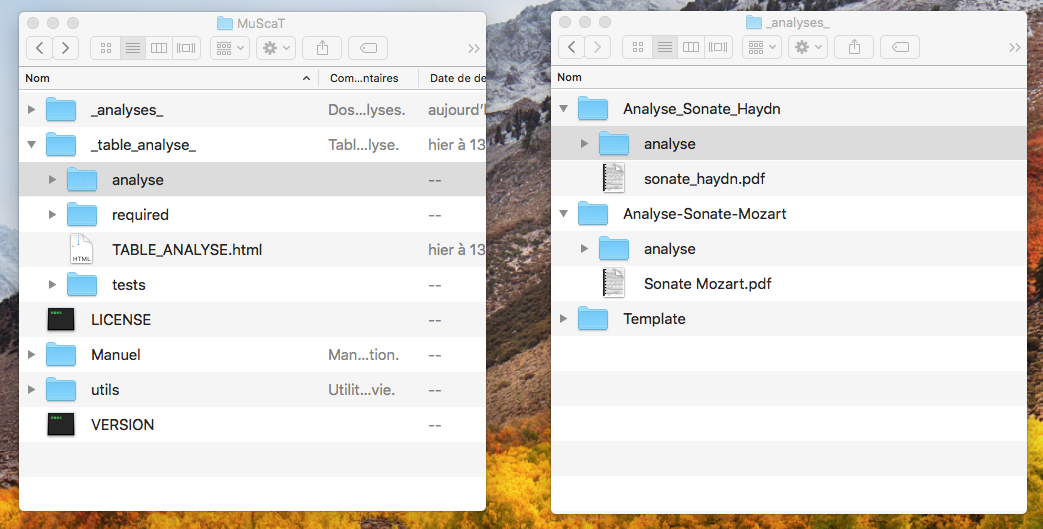 MuScaT
Nom
Com...ntaires
Date de de
_analyses_
Dos...lyses.
aujourd'l
_table_analyse_
Tabl...lyse.
hier à 13
analyse
--
required
--
HTML
TABLE_ANALYSE.html
hier à 13
tests
--
LICENSE
--
Manuel
Man...tion.
--
utils
Utilit...vie.
--
VERSION
--
_analyses_
Nom
Analyse_Sonate_Haydn
analyse
sonate_haydn.pdf
Analyse-Sonate-Mozart
analyse
Sonate Mozart.pdf
Template